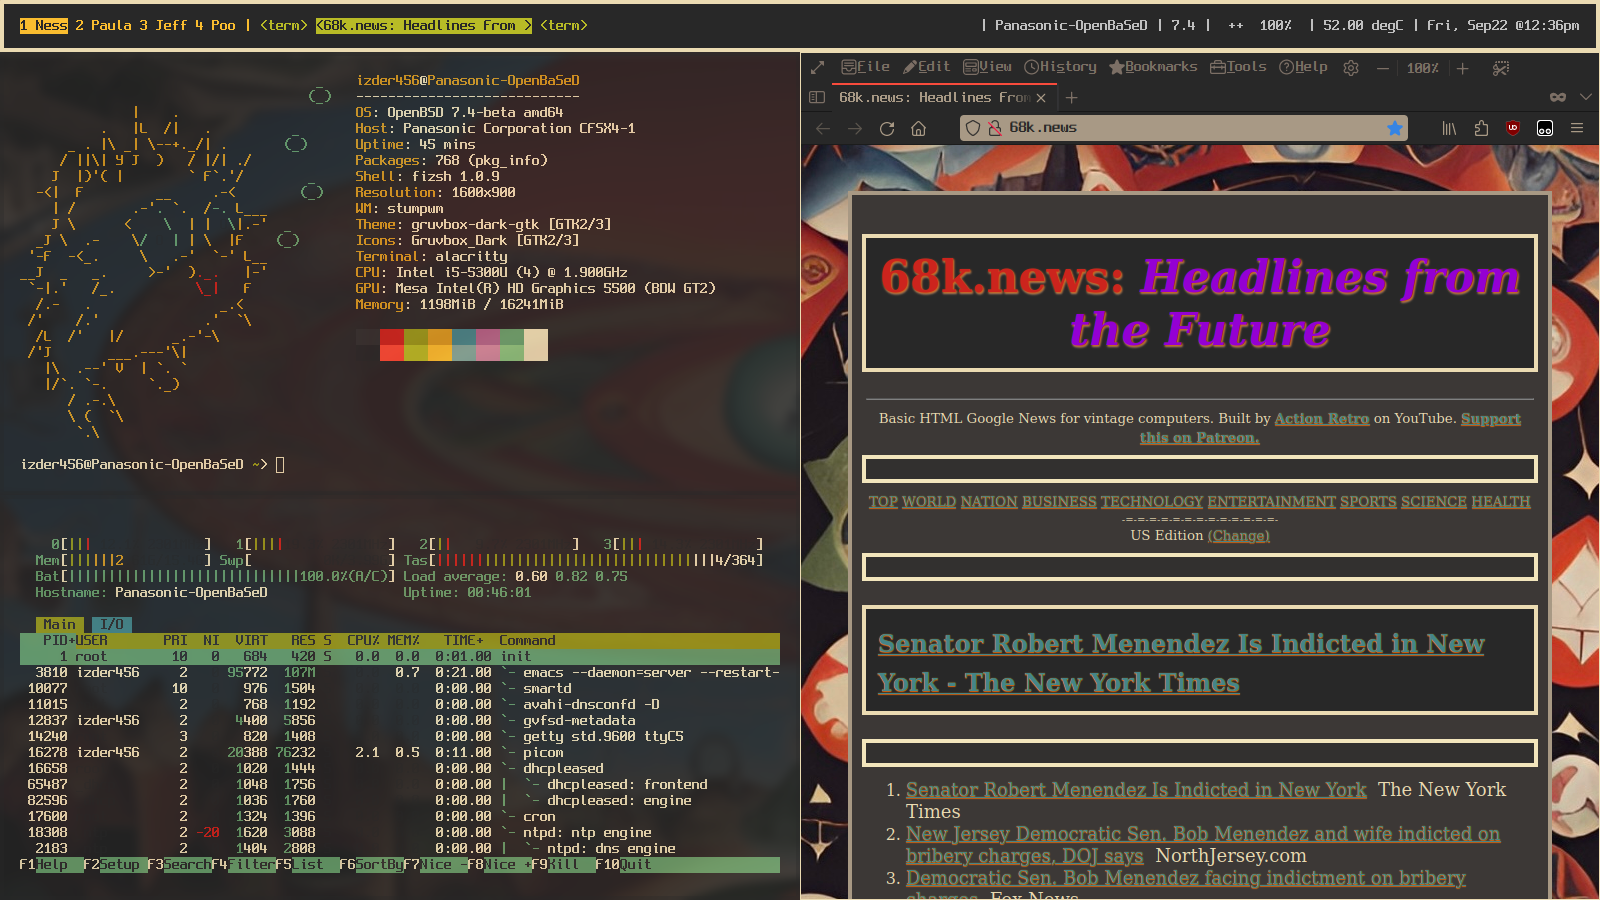 1 Ness 2 Paula 3 Jeff 4 Poo | <term> <68k.news: Headlines From > <term>
| Panasonic-OpenBaSeD | 7.4 | ++ 100% | 52.00 degC | Fri, Sep22 @12:36pm
izder456@Panasonic-OpenBaSeD
----------------------------
OS: OpenBSD 7.4-beta amd64
Host: Panasonic Corporation CFSX4-1
Uptime: 45 mins
Packages: 768 (pkg_info)
Shell: fizsh 1.0.9
Resolution: 1600x900
WM: stumpwm
Theme: gruvbox-dark-gtk [GTK2/3]
Icons: Gruvbox_Dark [GTK2/3]
Terminal: alacritty
CPU: Intel i5-5300U (4) @ 1.900GHz
GPU: Mesa Intel(R) HD Graphics 5500 (BDW GT2)
Memory: 1198MiB / 16241MiB
izder456@Panasonic-OpenBaSeD ~>
0[||| ] 1[|||| ] 2[|| ] 3[||| ]
Mem[||||||2 ] Swp[ ] Tas[|||||||||||||||||||||||||||||||||||4/364]
Bat[|||||||||||||||||||||||||||||100.0%(A/C)] Load average: 0.60 0.82 0.75
Hostname: Panasonic-OpenBaSeD Uptime: 00:46:01
Main I/O
PID+USER PRI NI VIRT RES S CPU% MEM% TIME+ Command
1 root 10 0 684 420 S 0.0 0.0 0:01.00 init
3810 izder456 2 95772 107M 0.7 0:21.00 `- emacs --daemon=server --restart-
10077 10 976 1504 0:00.00 `- smartd
11015 2 768 1192 0:00.00 `- avahi-dnsconfd -D
12837 izder456 2 4400 5856 0:00.00 `- gvfsd-metadata
14240 3 820 1408 0:00.00 `- getty std.9600 ttyC5
16278 izder456 2 20388 76232 2.1 0.5 0:11.00 `- picom
16658 2 1020 1444 0:00.00 `- dhcpleased
65487 2 1048 1756 0:00.00 | `- dhcpleased: frontend
82596 2 1036 1760 0:00.00 | `- dhcpleased: engine
17600 2 1324 1396 0:00.00 `- cron
18308 2 -20 1620 3088 0:00.00 `- ntpd: ntp engine
2183 2 1404 2808 0:00.00 `- ntpd: dns engine
F1Help F2Setup F3SearchF4FilterF5List F6SortByF7Nice -F8Nice +F9Kill F10Quit
File Edit View History Bookmarks Tools Help — 100% +
68k.news: Headlines From × +
68k.news
68k.news: Headlines from
the Future
Basic HTML Google News for vintage computers. Built by Action Retro on YouTube. Support
this on Patreon.
TOP WORLD NATION BUSINESS TECHNOLOGY ENTERTAINMENT SPORTS SCIENCE HEALTH
-=-=-=-=-=-=-=-=-=-=-=-=-=-
US Edition (Change)
Senator Robert Menendez Is Indicted in New
York - The New York Times
1. Senator Robert Menendez Is Indicted in New York The New York
Times
2. New Jersey Democratic Sen. Bob Menendez and wife indicted on
bribery charges, DOJ says NorthJersey.com
3. Democratic Sen. Bob Menendez facing indictment on bribery
charges Fox News